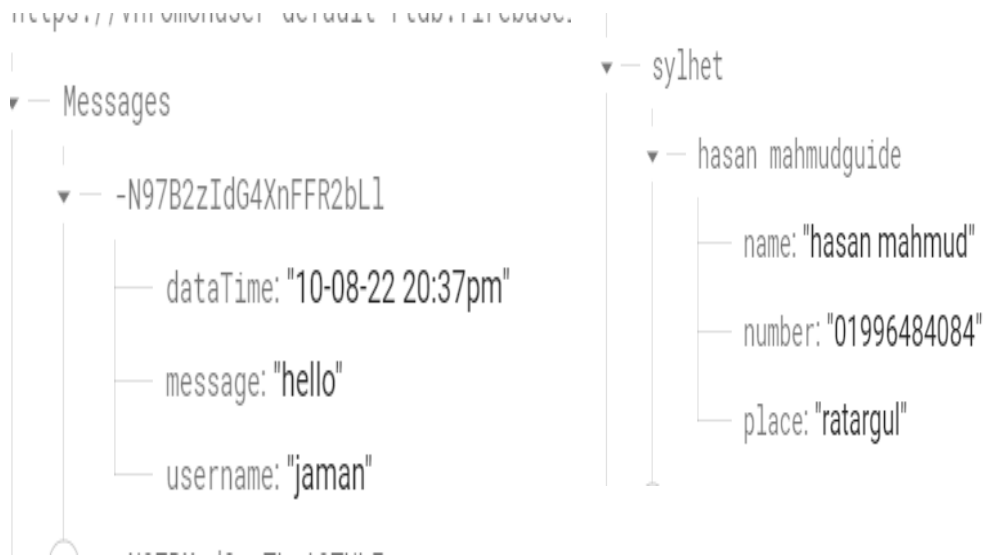 Messages
-N97B2zIdG4XnFFR2bLl
dataTime: "10-08-22 20:37pm"
message: "hello"
username: "jaman"
sylhet
hasan mahmudguide
name: "hasan mahmud"
number: "01996484084"
place: "ratargul"